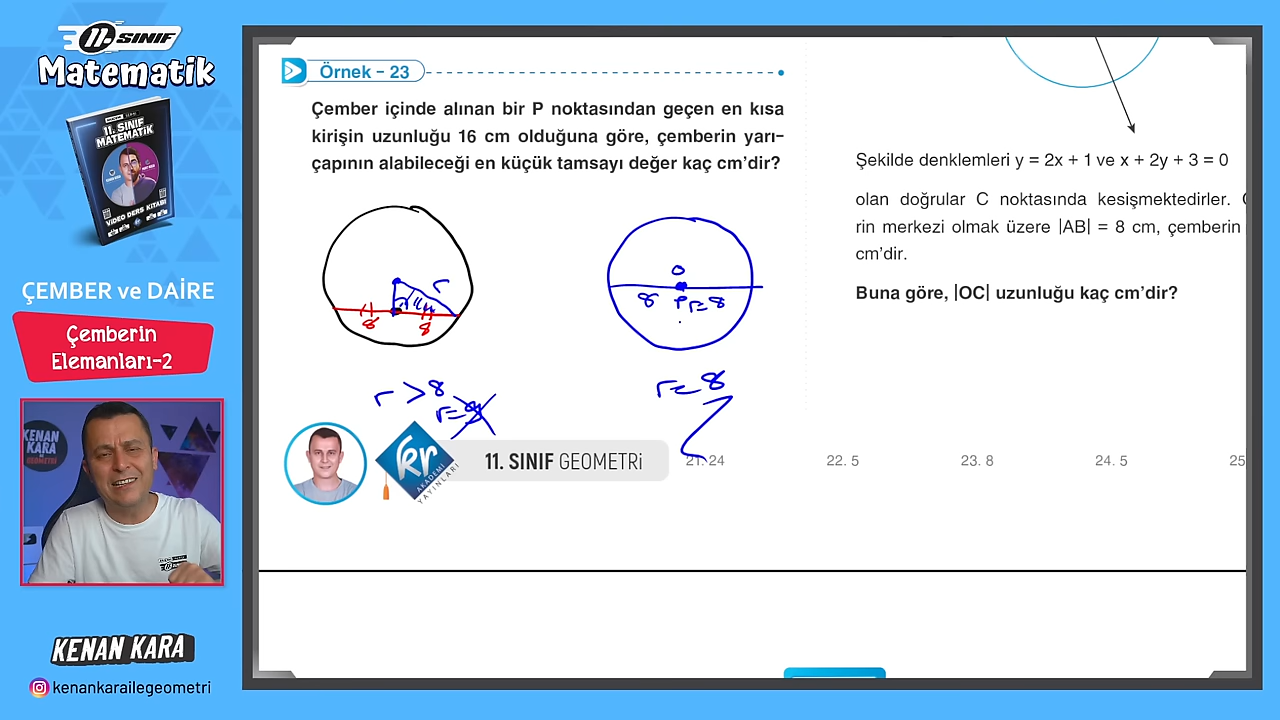 11. SINIF
Matematik
11. SINIF
MATEMATİK
VİDEO DERS KİTABI
ÇEMBER ve DAİRE
Çemberin
Elemanları-2
KENAN
KARA
GEOMETRİ
KENAN KARA
kenankarailegeometri
Örnek - 23
Çember içinde alınan bir P noktasından geçen en kısa
kirişin uzunluğu 16 cm olduğuna göre, çemberin yarı-
çapının alabileceği en küçük tamsayı değer kaç cm'dir?
r
8 8
r > 8
r=9
O
8 P r=8
r=8
kr
AKADEMİ
YAYINLARI
11. SINIF GEOMETRİ
21. 24 22. 5 23. 8 24. 5 25
Şekilde denklemleri y = 2x + 1 ve x + 2y + 3 = 0
olan doğrular C noktasında kesişmektedirler.
rin merkezi olmak üzere |AB| = 8 cm, çemberin
cm'dir.
Buna göre, |OC| uzunluğu kaç cm'dir?